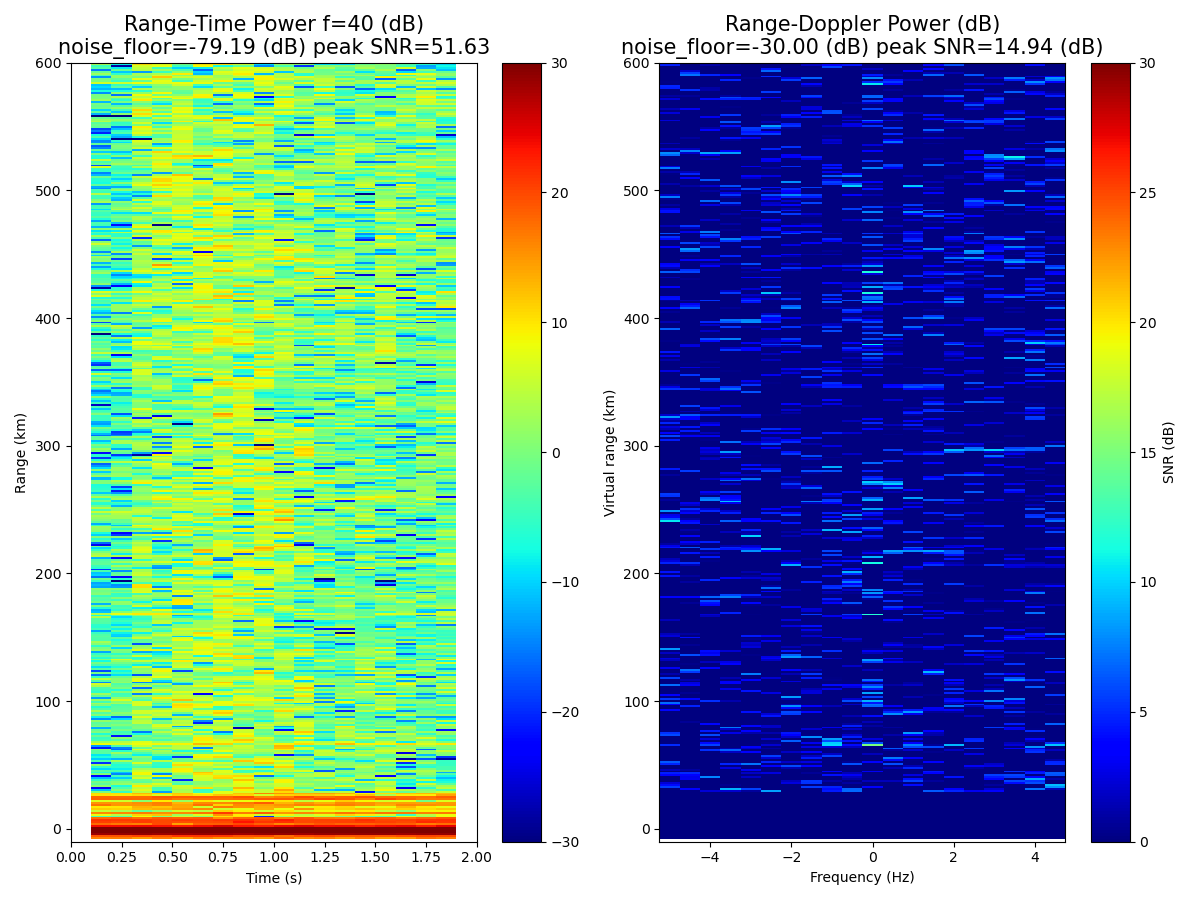 Range-Time Power f=40 (dB)
noise_floor=-79.19 (dB) peak SNR=51.63
600
500
400
300
200
100
0
Range (km)
0.00 0.25 0.50 0.75 1.00 1.25 1.50 1.75 2.00
Time (s)
30
20
10
0
−10
−20
−30
Range-Doppler Power (dB)
noise_floor=-30.00 (dB) peak SNR=14.94 (dB)
600
500
400
300
200
100
0
Virtual range (km)
−4 −2 0 2 4
Frequency (Hz)
30
25
20
15
10
5
0
SNR (dB)